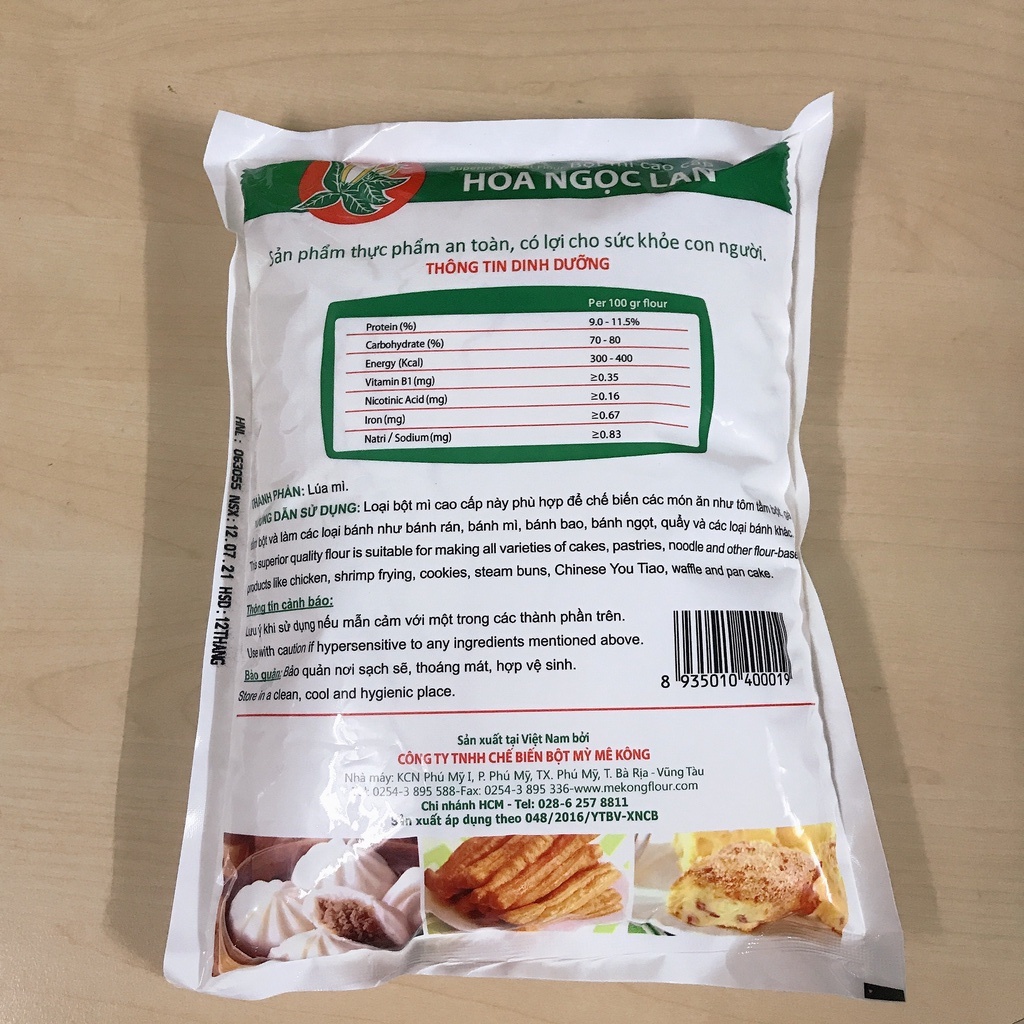 Bột mì cao cấp
HOA NGỌC LAN
Sản phẩm thực phẩm an toàn, có lợi cho sức khỏe con người.
THÔNG TIN DINH DƯỠNG
Per 100 gr flour
Protein (%) 9.0 - 11.5%
Carbohydrate (%) 70 - 80
Energy (Kcal) 300 - 400
Vitamin B1 (mg) ≥0.35
Nicotinic Acid (mg) ≥0.16
Iron (mg) ≥0.67
Natri / Sodium (mg) ≥0.83
THÀNH PHẦN: Lúa mì.
DẪN SỬ DỤNG: Loại bột mì cao cấp này phù hợp để chế biến các món ăn như tôm tẩm bột, gà
bột và làm các loại bánh như bánh rán, bánh mì, bánh bao, bánh ngọt, quẩy và các loại bánh khác.
This superior quality flour is suitable for making all varieties of cakes, pastries, noodle and other flour-base
products like chicken, shrimp frying, cookies, steam buns, Chinese You Tiao, waffle and pan cake.
Thông tin cảnh báo:
Lưu ý khi sử dụng nếu mẫn cảm với một trong các thành phần trên.
Use with caution if hypersensitive to any ingredients mentioned above.
Bảo quản: Bảo quản nơi sạch sẽ, thoáng mát, hợp vệ sinh.
Store in a clean, cool and hygienic place.
8 935010 400019
HNL: 063055 NSX: 12.07.21 HSD: 12THANG
Sản xuất tại Việt Nam bởi
CÔNG TY TNHH CHẾ BIẾN BỘT MỲ MÊ KÔNG
Nhà máy: KCN Phú Mỹ I, P. Phú Mỹ, TX. Phú Mỹ, T. Bà Rịa - Vũng Tàu
: 0254-3 895 588-Fax: 0254-3 895 336-www.mekongflour.com
Chi nhánh HCM - Tel: 028-6 257 8811
Sản xuất áp dụng theo 048/2016/YTBV-XNCB